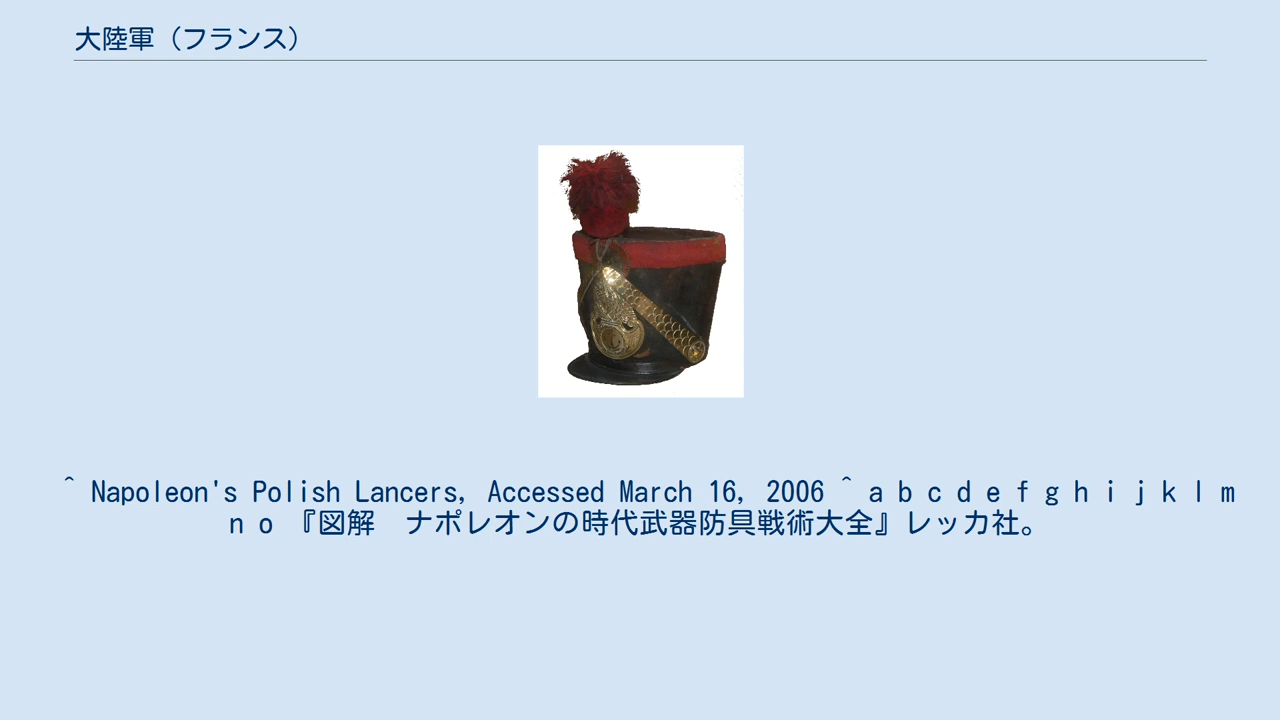 大陸軍（フランス）
^ Napoleon's Polish Lancers, Accessed March 16, 2006 ^ a b c d e f g h i j k l m
n o 『図解　ナポレオンの時代武器防具戦術大全』レッカ社。